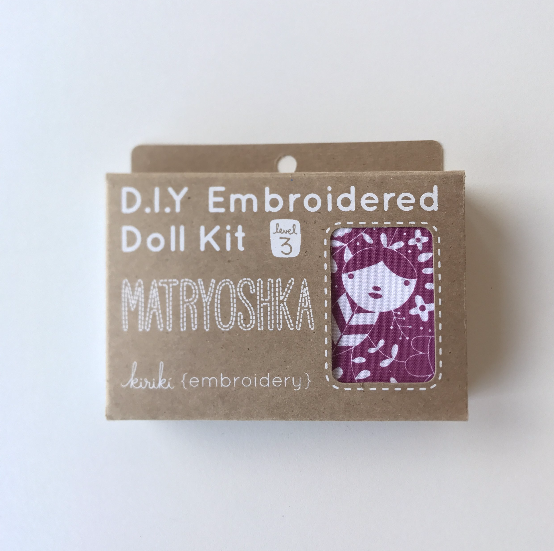 D.I.Y Embroidered
Doll Kit level 3
MATRYOSHKA
kiriki {embroidery}